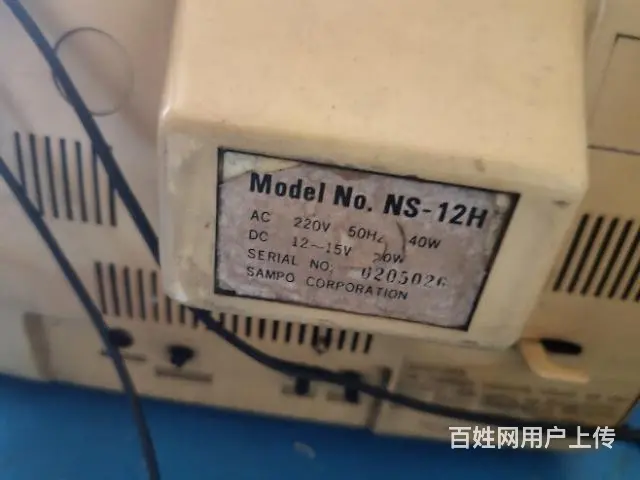 Model No. NS-12H
AC 220V 50Hz 40W
DC 12~15V 20W
SERIAL NO; 0205026
SAMPO CORPORATION
百姓网用户上传